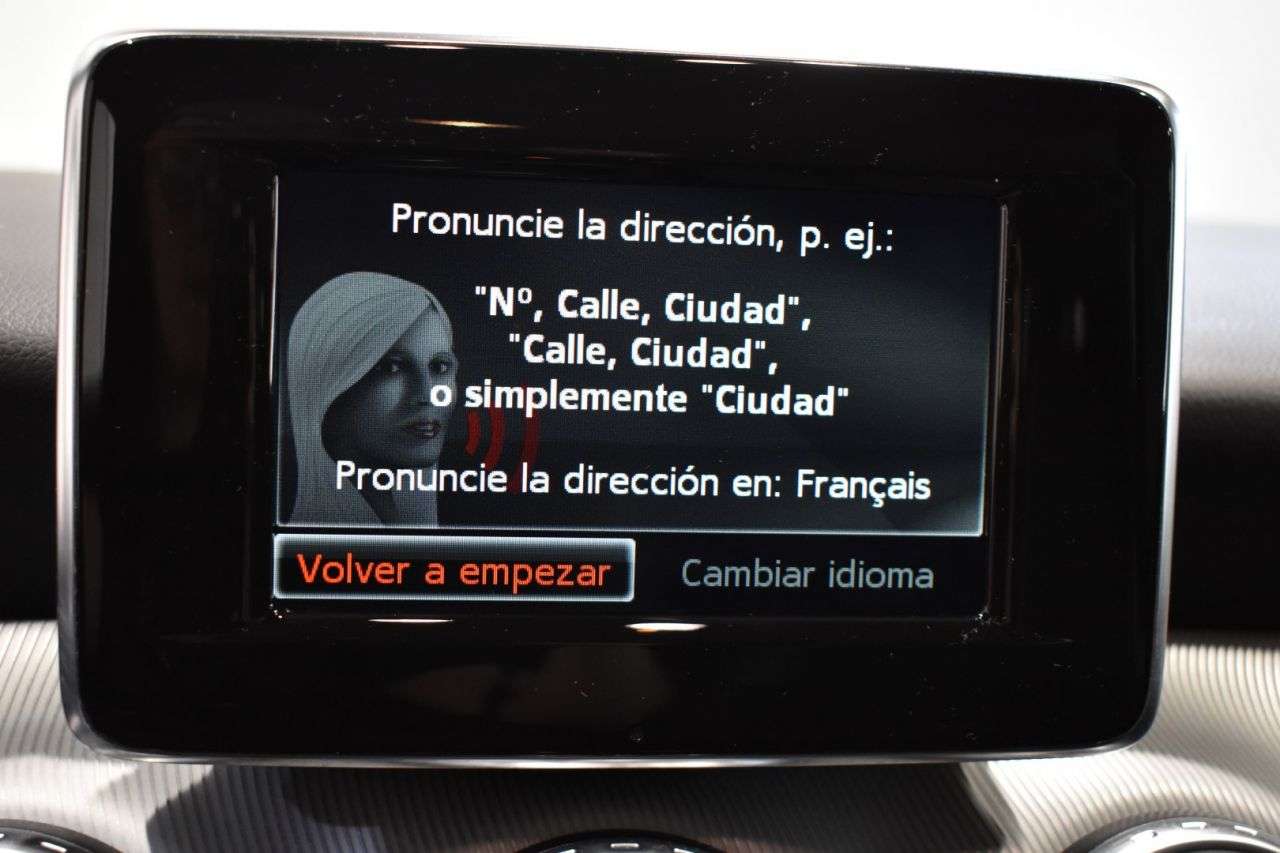 Pronuncie la dirección, p. ej.:
"Nº, Calle, Ciudad",
"Calle, Ciudad",
o simplemente "Ciudad"
Pronuncie la dirección en: Français
Volver a empezar
Cambiar idioma